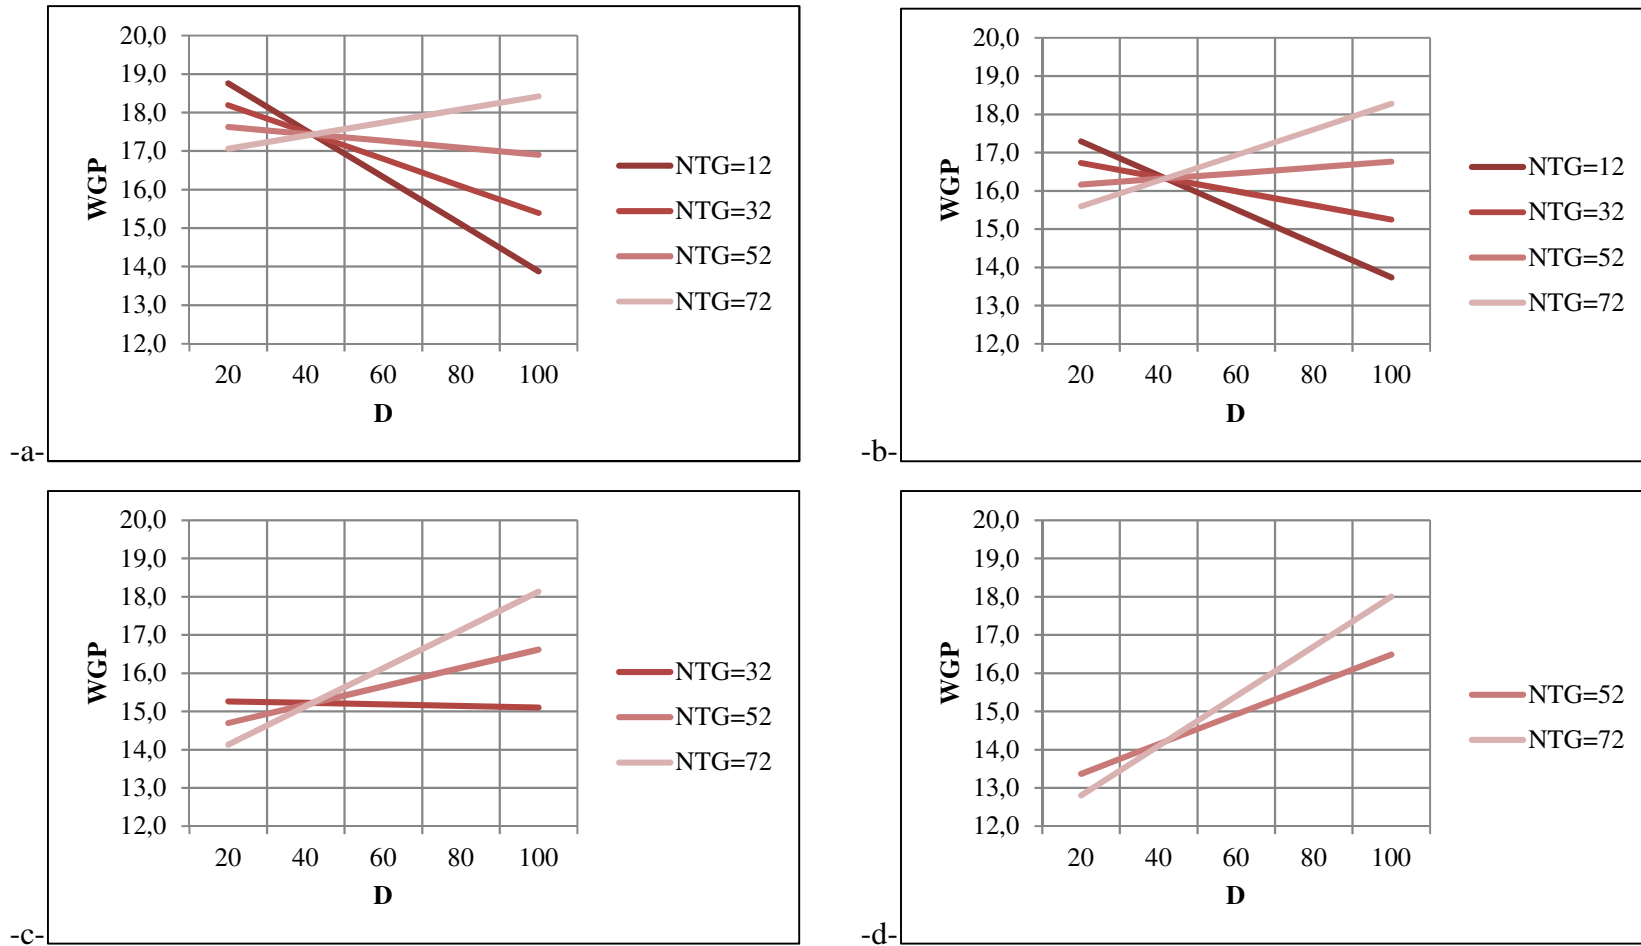 20,0
19,0
18,0
17,0
16,0
15,0
14,0
13,0
12,0
WGP
20 40 60 80 100
D
NTG=12
NTG=32
NTG=52
NTG=72
-a-
20,0
19,0
18,0
17,0
16,0
15,0
14,0
13,0
12,0
WGP
20 40 60 80 100
D
NTG=12
NTG=32
NTG=52
NTG=72
-b-
20,0
19,0
18,0
17,0
16,0
15,0
14,0
13,0
12,0
WGP
20 40 60 80 100
D
NTG=32
NTG=52
NTG=72
-c-
20,0
19,0
18,0
17,0
16,0
15,0
14,0
13,0
12,0
WGP
20 40 60 80 100
D
NTG=52
NTG=72
-d-